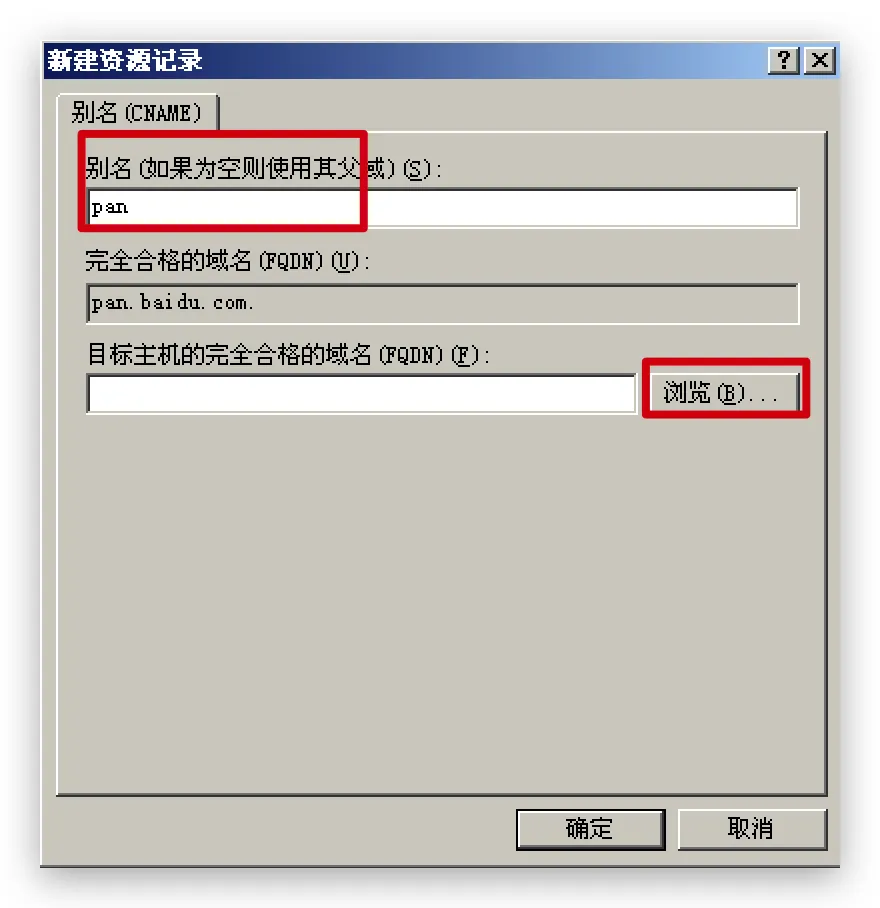 新建资源记录
别名(CNAME)
别名(如果为空则使用其父域)(S):
pan
完全合格的域名(FQDN)(U):
pan.baidu.com.
目标主机的完全合格的域名(FQDN)(F):
浏览(B)...
确定
取消